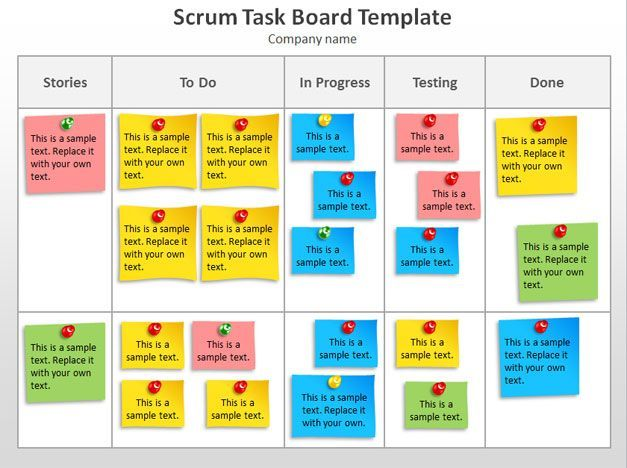 Scrum Task Board Template
Company name
Stories
To Do
In Progress
Testing
Done
This is a sample
text. Replace it
with your own
text.
This is a sample
text. Replace it
with your own text.
This is a sample
text. Replace it
with your own text.
This is a sample
text. Replace it
with your own
text.
This is a sample
text. Replace it
with your own
text.
This is a
sample text.
This is a
sample text.
This is a
sample text.
This is a
sample text.
This is a
sample text.
This is a
sample text.
This is a sample
text. Replace it
with your own
text.
This is a sample
text. Replace it
with your own
text.
This is a sample
text. Replace it
with your own
text.
This is a
sample text.
This is a
sample text.
This is a
sample text.
This is a
sample text.
This is a
sample text.
This is a sample
text. Replace it
with your own.
This is a
sample text.
This is a
sample text.
This is a sample
text. Replace it
with your own
text.